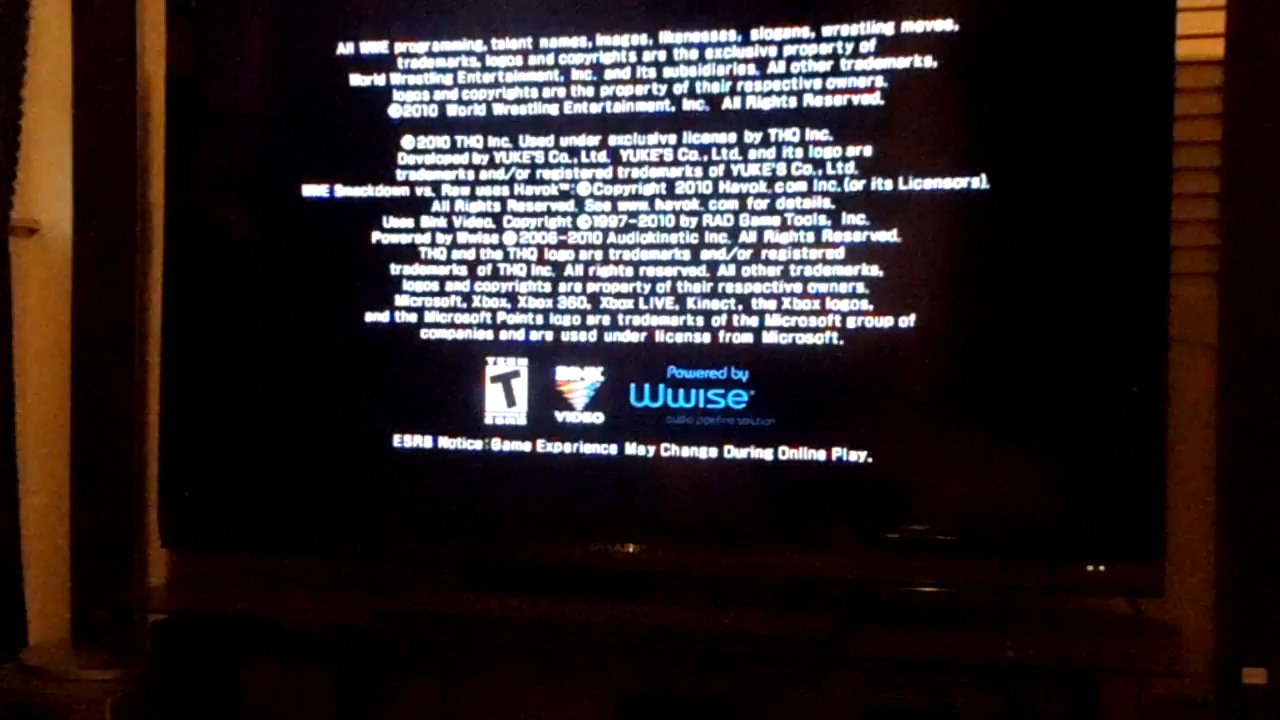 All WWE programming, talent names, images, likenesses, slogans, wrestling moves,
trademarks, logos and copyrights are the exclusive property of
World Wrestling Entertainment, Inc. and its subsidiaries. All other trademarks,
logos and copyrights are the property of their respective owners.
©2010 World Wrestling Entertainment, Inc. All Rights Reserved.
©2010 THQ Inc. Used under exclusive license by THQ Inc.
Developed by YUKE'S Co., Ltd. YUKE'S Co., Ltd. and its logo are
trademarks and/or registered trademarks of YUKE'S Co., Ltd.
WWE Smackdown vs. Raw uses Havok™: ©Copyright 2010 Havok.com Inc. (or its Licensors).
All Rights Reserved. See www.havok.com for details.
Uses Bink Video. Copyright ©1997-2010 by RAD Game Tools, Inc.
Powered by Wwise © 2006-2010 Audiokinetic Inc. All Rights Reserved.
THQ and the THQ logo are trademarks and/or registered
trademarks of THQ Inc. All rights reserved. All other trademarks,
logos and copyrights are property of their respective owners.
Microsoft, Xbox, Xbox 360, Xbox LIVE, Kinect, the Xbox logos,
and the Microsoft Points logo are trademarks of the Microsoft group of
companies and are used under license from Microsoft.
TEEN
T
ESRB
BINK
VIDEO
Powered by
Wwise
audio pipeline solution
ESRB Notice: Game Experience May Change During Online Play.